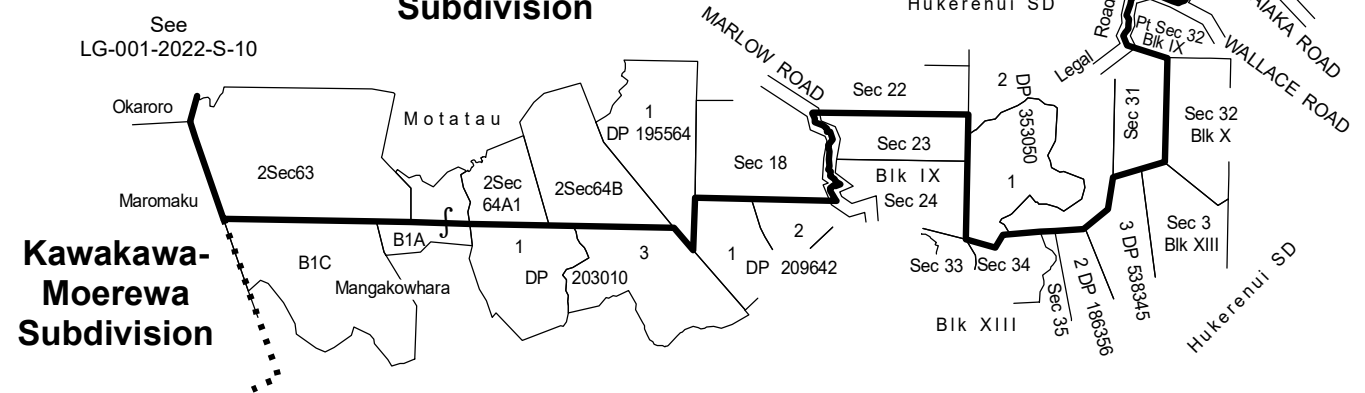 Subdivision
See
LG-001-2022-S-10
Hukerenui SD
MARLOW ROAD
Legal
Road
Pt Sec 32
Blk IX
WALLACE ROAD
AIAKA ROAD
Okaroro
Motatau
1
DP 195564
Sec 22
2
DP 353050
1
Sec 31
Sec 32
Blk X
2Sec63
2Sec
64A1
2Sec64B
Sec 18
Sec 23
Blk IX
Sec 24
Maromaku
Kawakawa-
Moerewa
Subdivision
B1C
B1A
Mangakowhara
1
DP 203010
3
1
2
DP 209642
Sec 33
Sec 34
Blk XIII
Sec 35
2 DP 186356
3 DP 538345
Sec 3
Blk XIII
Hukerenui SD